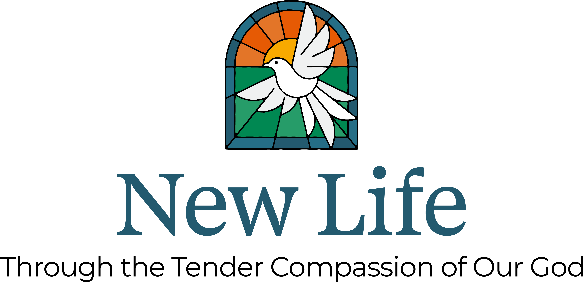 New Life
Through the Tender Compassion of Our God